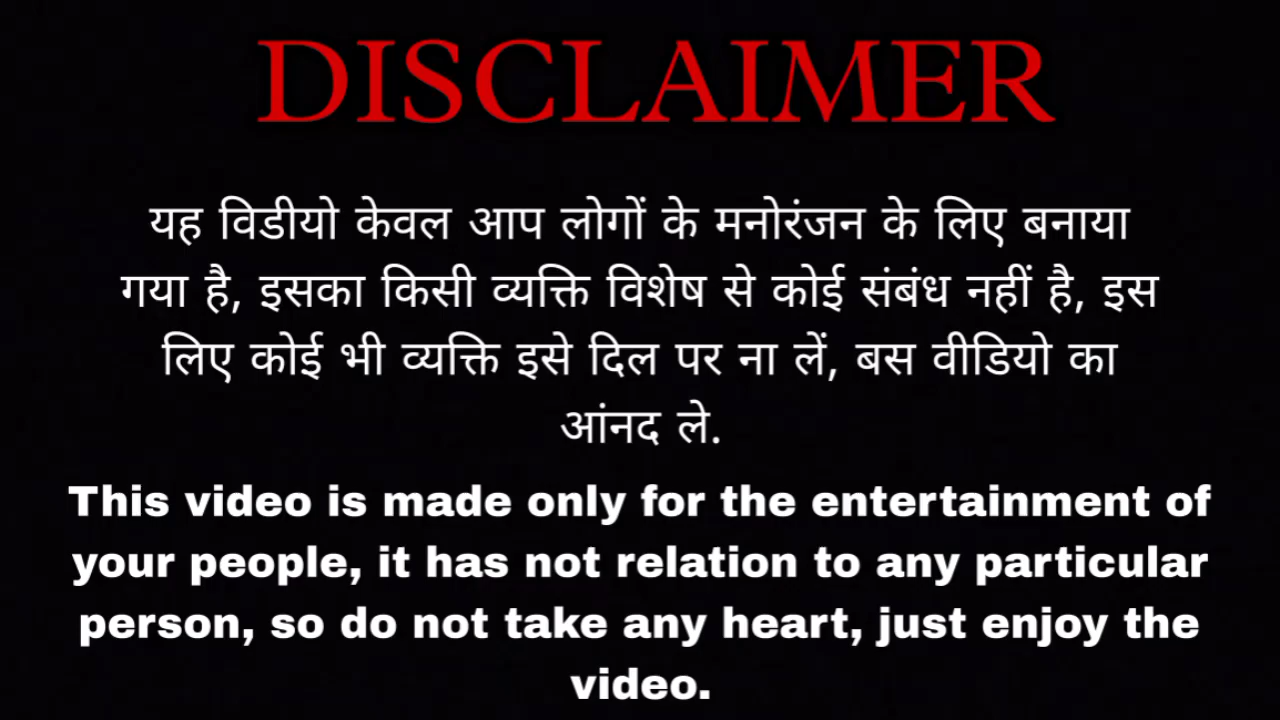 DISCLAIMER
यह विडीयो केवल आप लोगों के मनोरंजन के लिए बनाया
गया है, इसका किसी व्यक्ति विशेष से कोई संबंध नहीं है, इस
लिए कोई भी व्यक्ति इसे दिल पर ना लें, बस वीडियो का
आंनद ले.
This video is made only for the entertainment of
your people, it has not relation to any particular
person, so do not take any heart, just enjoy the
video.